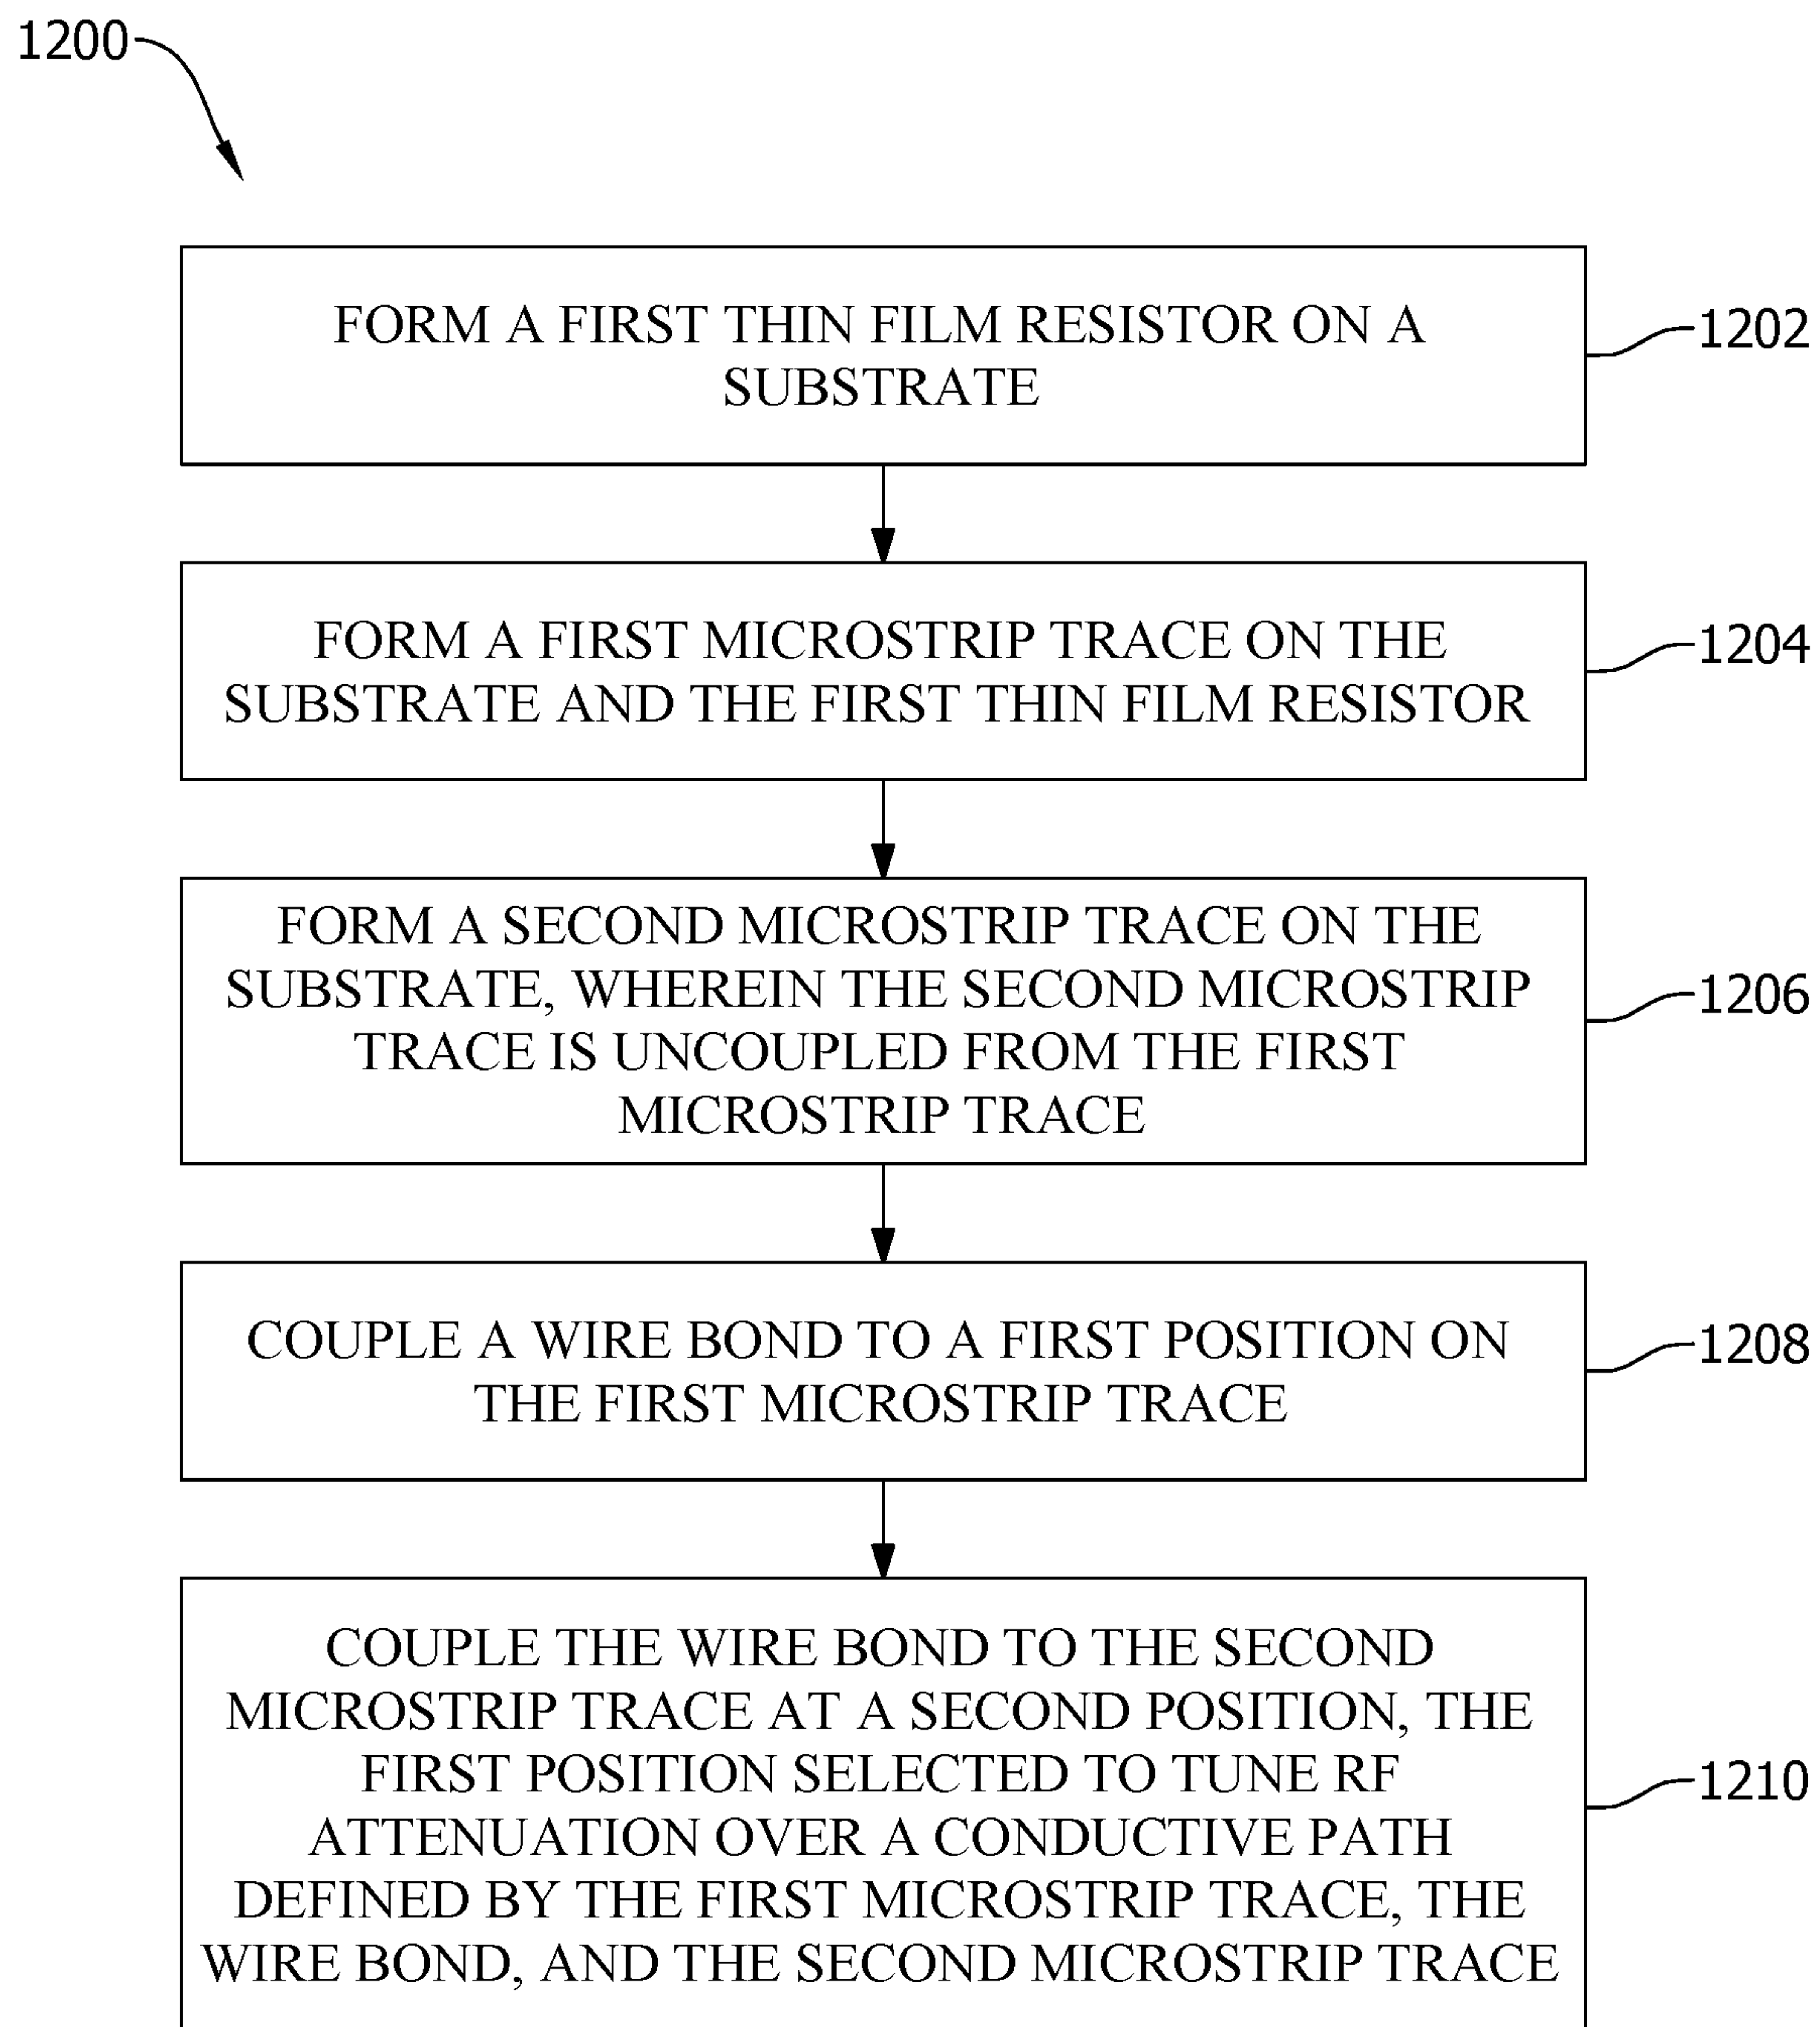 1200
FORM A FIRST THIN FILM RESISTOR ON A
SUBSTRATE
1202
FORM A FIRST MICROSTRIP TRACE ON THE
SUBSTRATE AND THE FIRST THIN FILM RESISTOR
1204
FORM A SECOND MICROSTRIP TRACE ON THE
SUBSTRATE, WHEREIN THE SECOND MICROSTRIP
TRACE IS UNCOUPLED FROM THE FIRST
MICROSTRIP TRACE
1206
COUPLE A WIRE BOND TO A FIRST POSITION ON
THE FIRST MICROSTRIP TRACE
1208
COUPLE THE WIRE BOND TO THE SECOND
MICROSTRIP TRACE AT A SECOND POSITION, THE
FIRST POSITION SELECTED TO TUNE RF
ATTENUATION OVER A CONDUCTIVE PATH
DEFINED BY THE FIRST MICROSTRIP TRACE, THE
WIRE BOND, AND THE SECOND MICROSTRIP TRACE
1210